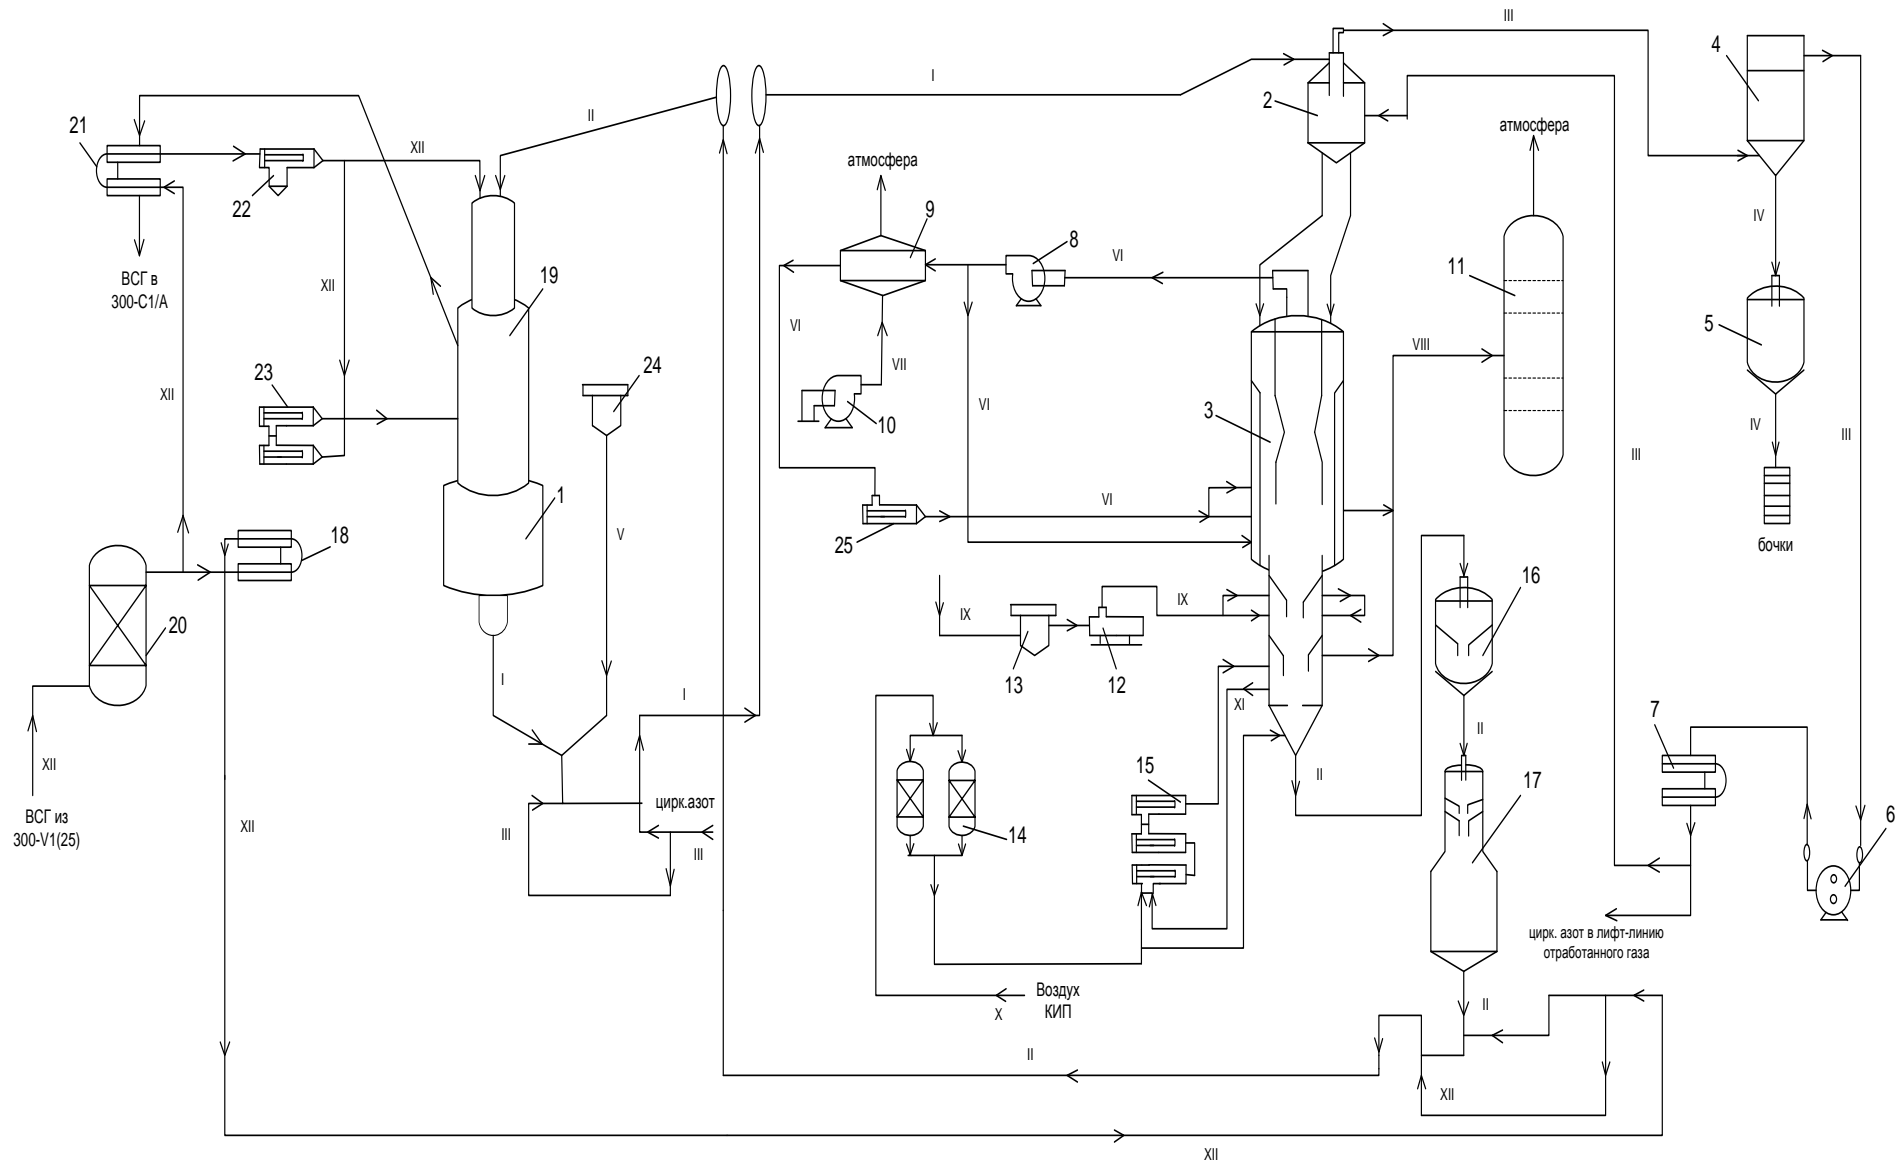 III
4
I
21
II
2
атмосфера
XII
атмосфера
IV
22
9
8
VI
ВСГ в
300-С1/А
XII
19
11
VI
5
VIII
24
VII
23
XII
3
VI
10
IV
III
III
1
VI
18
V
25
бочки
16
20
IX
IX
I
13
12
I
XI
7
II
II
XII
15
17
цирк.азот
ВСГ из
300-V1(25)
XII
III
14
6
III
цирк. азот в лифт-линию
отработанного газа
Воздух
КИП
X
II
II
XII
XII